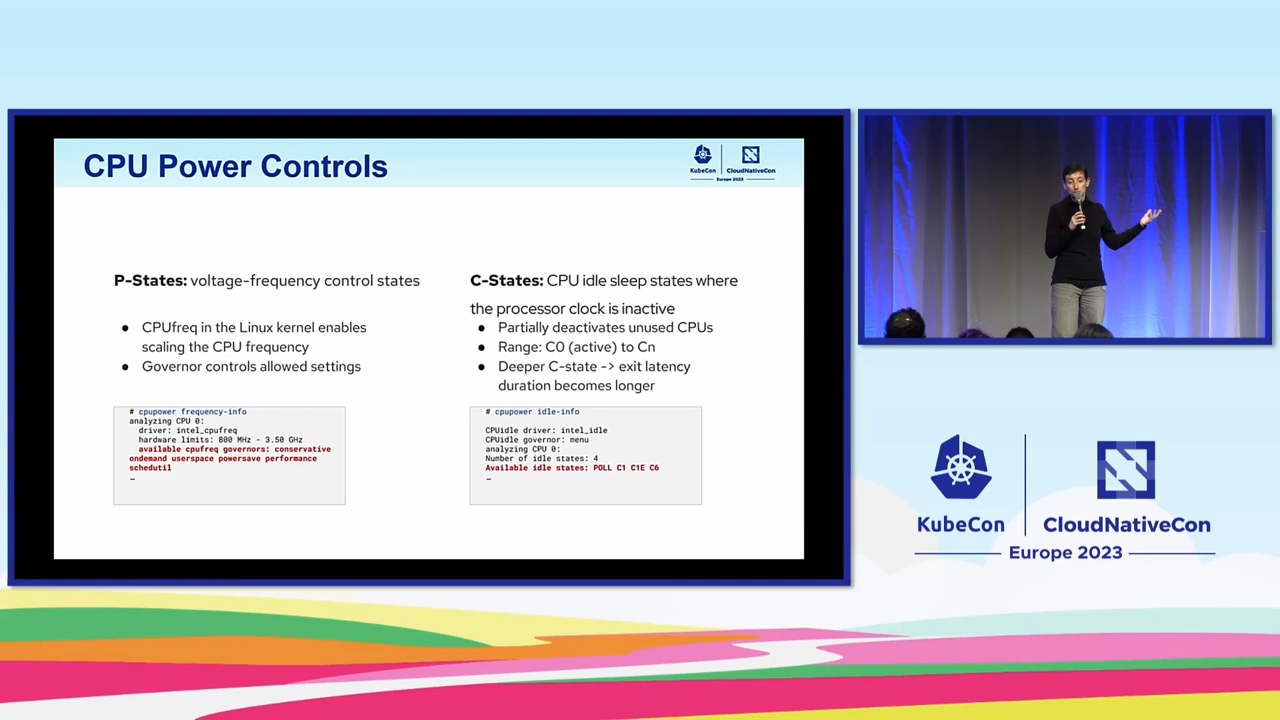 CPU Power Controls
KubeCon
CloudNativeCon
Europe 2023
P-States: voltage-frequency control states
● CPUfreq in the Linux kernel enables
scaling the CPU frequency
● Governor controls allowed settings
# cpupower frequency-info
analyzing CPU 0:
driver: intel_cpufreq
hardware limits: 800 MHz - 3.50 GHz
available cpufreq governors: conservative
ondemand userspace powersave performance
schedutil
…
C-States: CPU idle sleep states where
the processor clock is inactive
● Partially deactivates unused CPUs
● Range: C0 (active) to Cn
● Deeper C-state -> exit latency
duration becomes longer
# cpupower idle-info
CPUidle driver: intel_idle
CPUidle governor: menu
analyzing CPU 0:
Number of idle states: 4
Available idle states: POLL C1 C1E C6
…
KubeCon
CloudNativeCon
Europe 2023